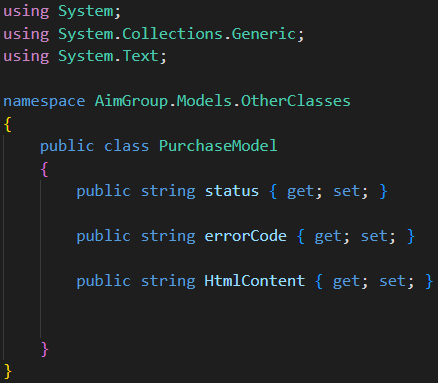 using System;
using System.Collections.Generic;
using System.Text;
namespace AimGroup.Models.OtherClasses
{
public class PurchaseModel
{
public string status { get; set; }
public string errorCode { get; set; }
public string HtmlContent { get; set; }
}
}